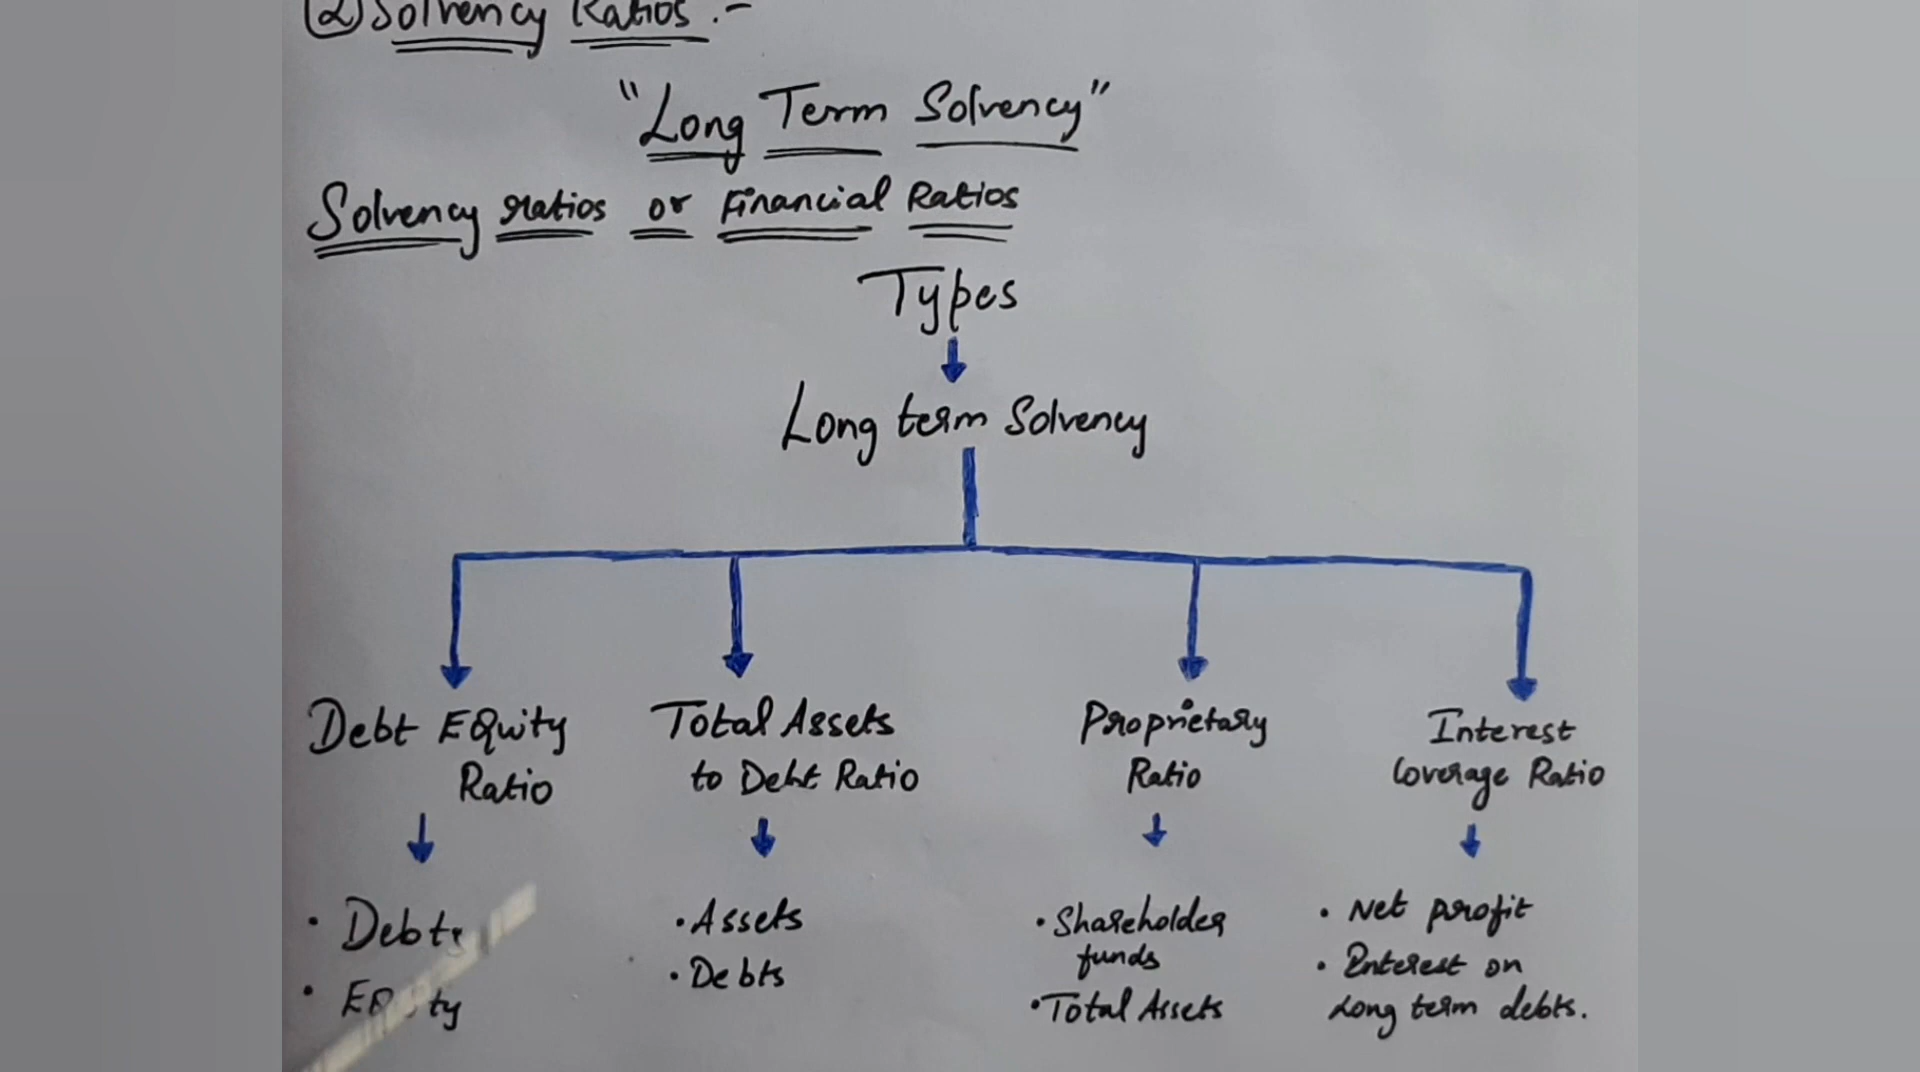 (2) Solvency Ratios :-
"Long Term Solvency"
Solvency ratios or Financial Ratios
Types
Long term Solvency
Debt EQuity
Ratio
Total Assets
to Debt Ratio
Proprietary
Ratio
Interest
Coverage Ratio
• Debts
•
• Assets
• Debts
• Shareholder
funds
• Total Assets
• Net profit
• Interest on
Long term debts.